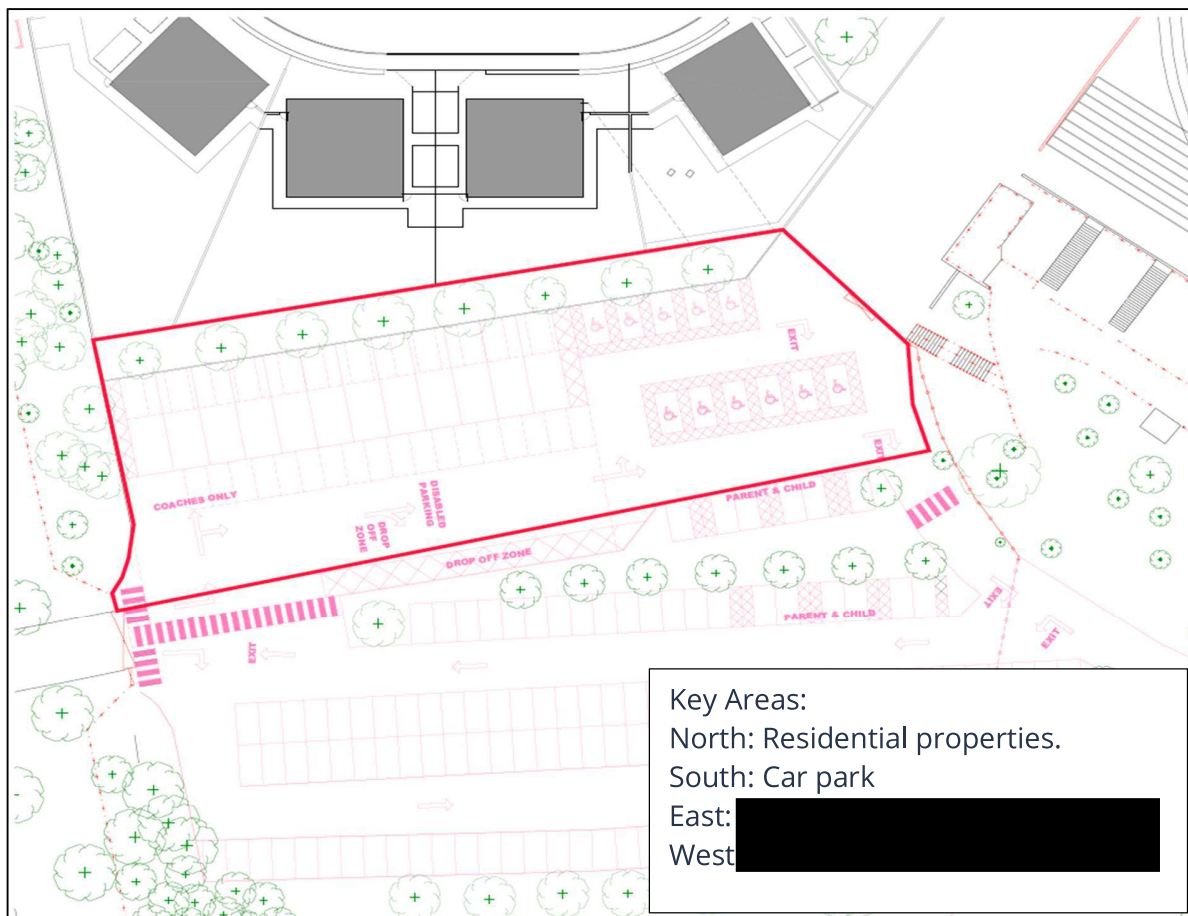 EXIT
EXIT
COACHES ONLY
DISABLED
PARKING
DROP
OFF
ZONE
PARENT & CHILD
DROP OFF ZONE
PARENT & CHILD
EXIT
EXIT
EXIT
Key Areas:
North: Residential properties.
South: Car park
East:
West